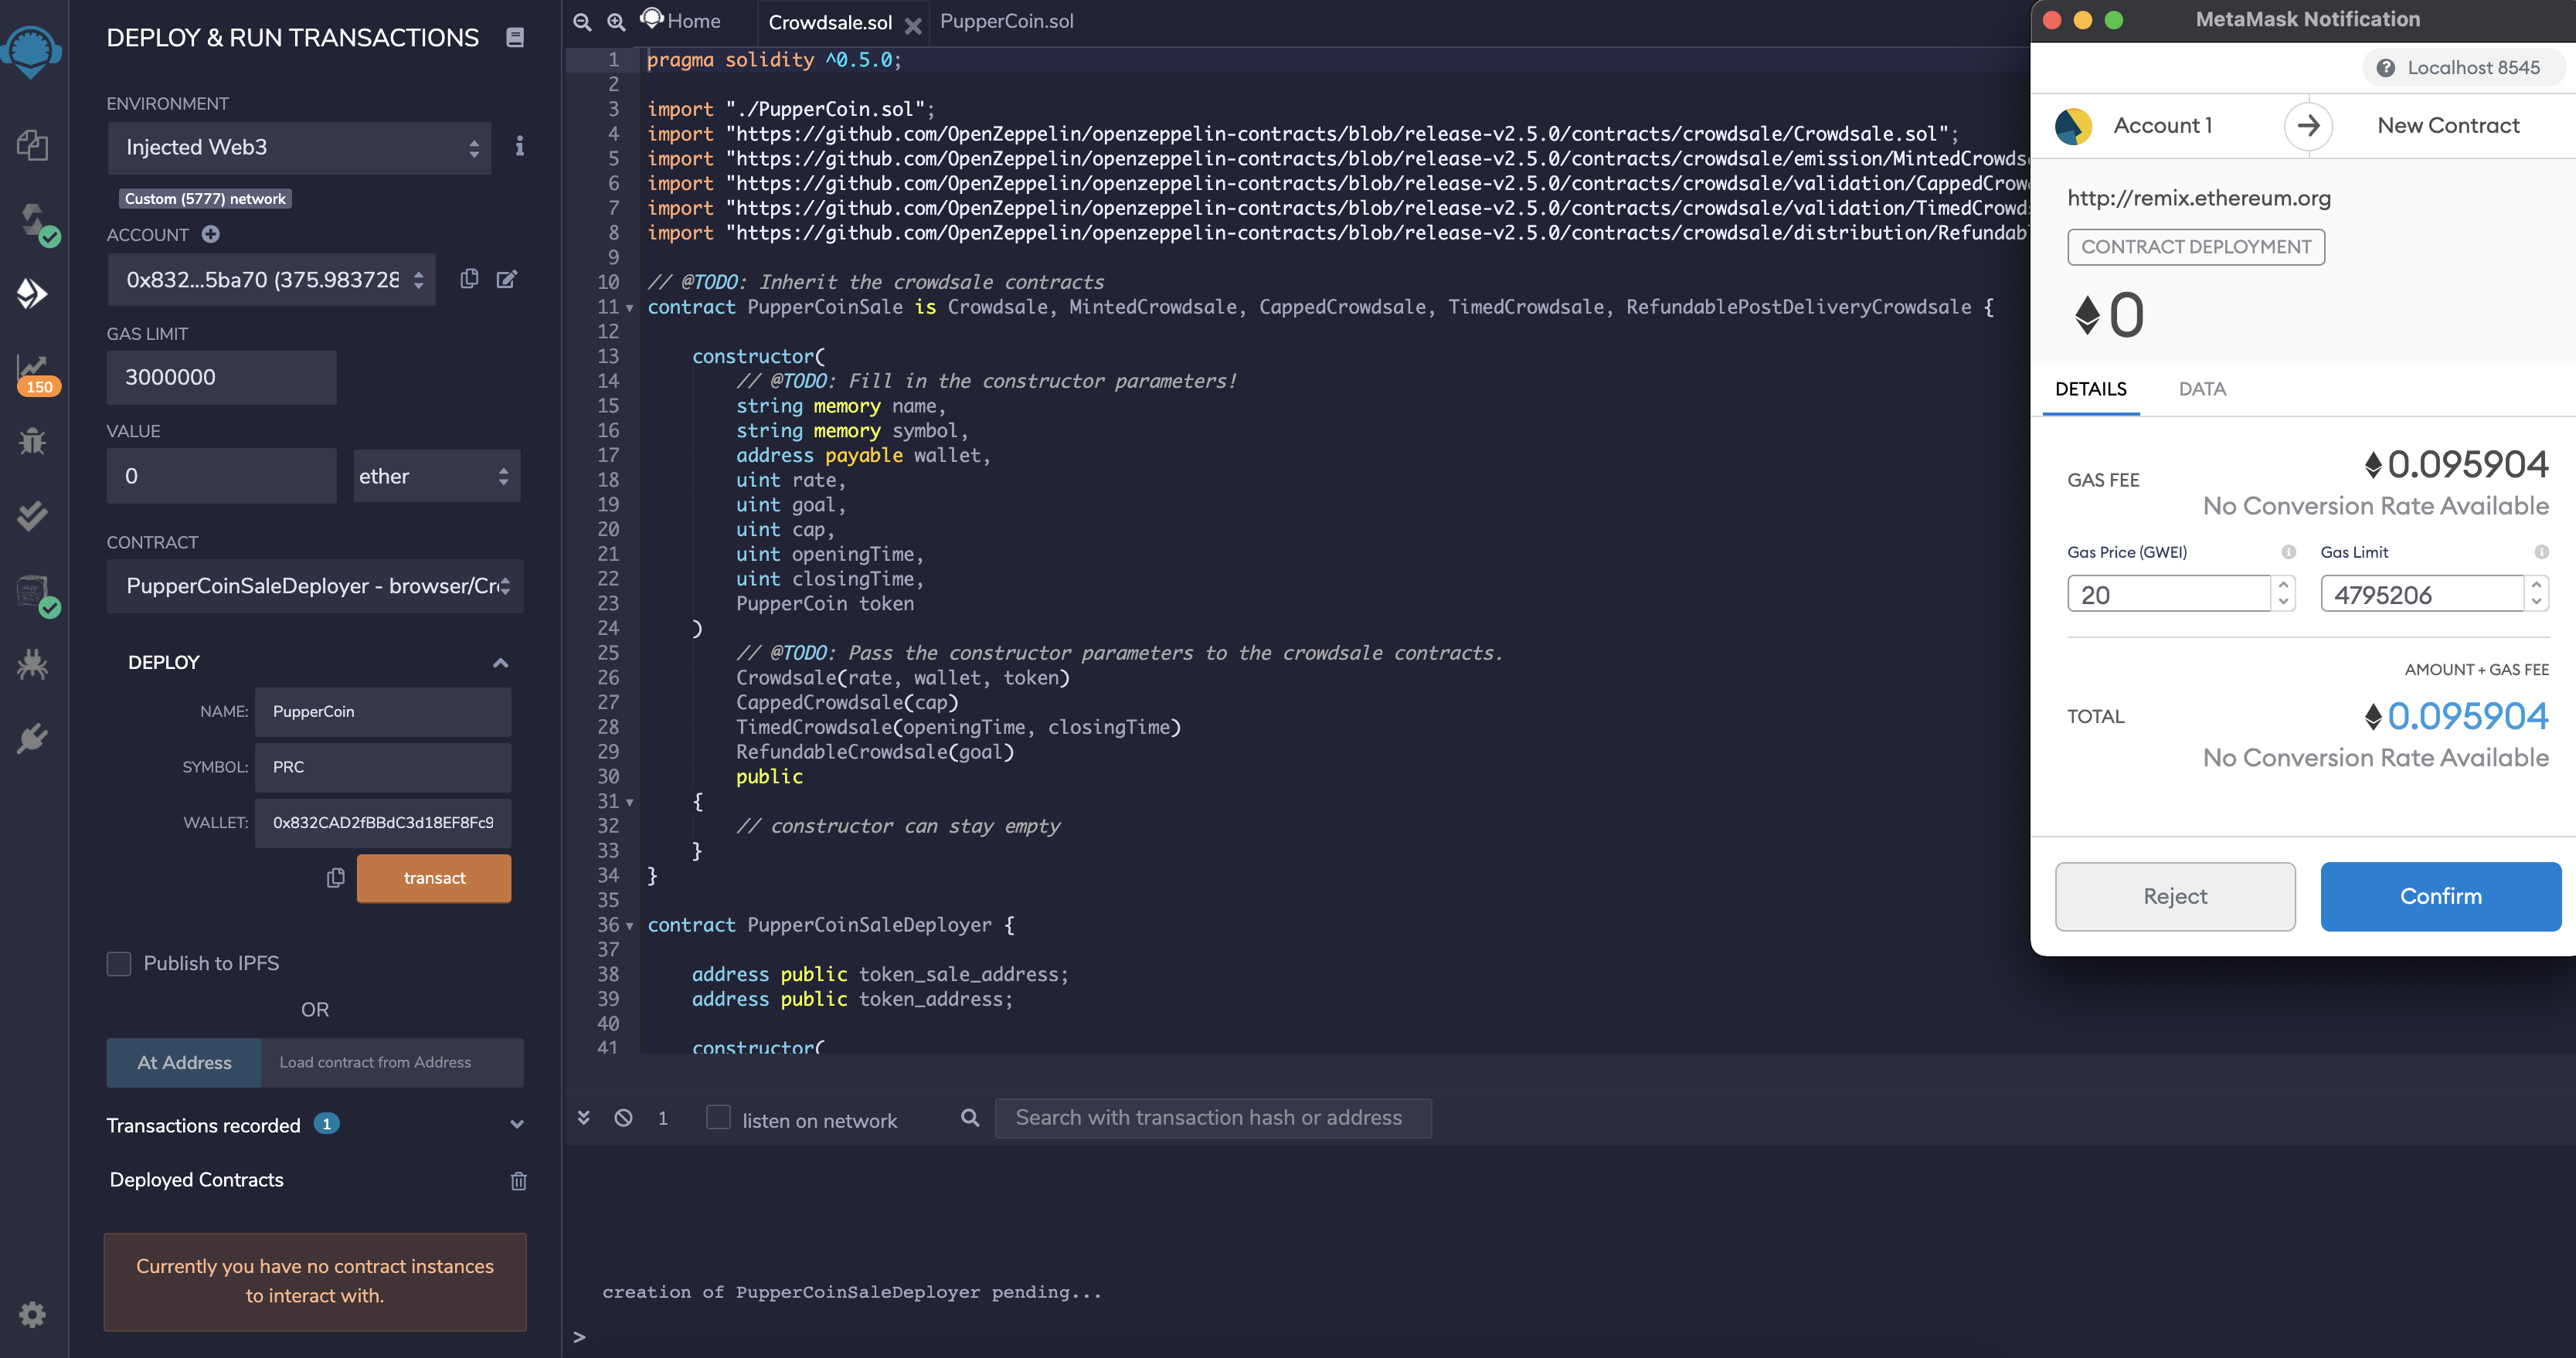 DEPLOY & RUN TRANSACTIONS
ENVIRONMENT
Injected Web3
Custom (5777) network
ACCOUNT
0x832...5ba70 (375.983728
GAS LIMIT
3000000
150
VALUE
0
ether
CONTRACT
PupperCoinSaleDeployer - browser/Cr
DEPLOY
NAME:
PupperCoin
SYMBOL:
PRC
WALLET:
0x832CAD2fBBdC3d18EF8Fc9
transact
Publish to IPFS
OR
At Address
Load contract from Address
Transactions recorded 1
Deployed Contracts
Currently you have no contract instances
to interact with.
Home
Crowdsale.sol
PupperCoin.sol
1 pragma solidity ^0.5.0;
2
3 import "./PupperCoin.sol";
4 import "https://github.com/OpenZeppelin/openzeppelin-contracts/blob/release-v2.5.0/contracts/crowdsale/Crowdsale.sol";
5 import "https://github.com/OpenZeppelin/openzeppelin-contracts/blob/release-v2.5.0/contracts/crowdsale/emission/MintedCrowds
6 import "https://github.com/OpenZeppelin/openzeppelin-contracts/blob/release-v2.5.0/contracts/crowdsale/validation/CappedCrow
7 import "https://github.com/OpenZeppelin/openzeppelin-contracts/blob/release-v2.5.0/contracts/crowdsale/validation/TimedCrowd
8 import "https://github.com/OpenZeppelin/openzeppelin-contracts/blob/release-v2.5.0/contracts/crowdsale/distribution/Refundab
9
10 // @TODO: Inherit the crowdsale contracts
11 contract PupperCoinSale is Crowdsale, MintedCrowdsale, CappedCrowdsale, TimedCrowdsale, RefundablePostDeliveryCrowdsale {
12
13 constructor(
14 // @TODO: Fill in the constructor parameters!
15 string memory name,
16 string memory symbol,
17 address payable wallet,
18 uint rate,
19 uint goal,
20 uint cap,
21 uint openingTime,
22 uint closingTime,
23 PupperCoin token
24 )
25 // @TODO: Pass the constructor parameters to the crowdsale contracts.
26 Crowdsale(rate, wallet, token)
27 CappedCrowdsale(cap)
28 TimedCrowdsale(openingTime, closingTime)
29 RefundableCrowdsale(goal)
30 public
31 {
32 // constructor can stay empty
33 }
34 }
35
36 contract PupperCoinSaleDeployer {
37
38 address public token_sale_address;
39 address public token_address;
40
41 constructor(
1
listen on network
Search with transaction hash or address
creation of PupperCoinSaleDeployer pending...
>
MetaMask Notification
Localhost 8545
Account 1
New Contract
http://remix.ethereum.org
CONTRACT DEPLOYMENT
0
DETAILS
DATA
GAS FEE
0.095904
No Conversion Rate Available
Gas Price (GWEI)
Gas Limit
20
4795206
AMOUNT + GAS FEE
TOTAL
0.095904
No Conversion Rate Available
Reject
Confirm